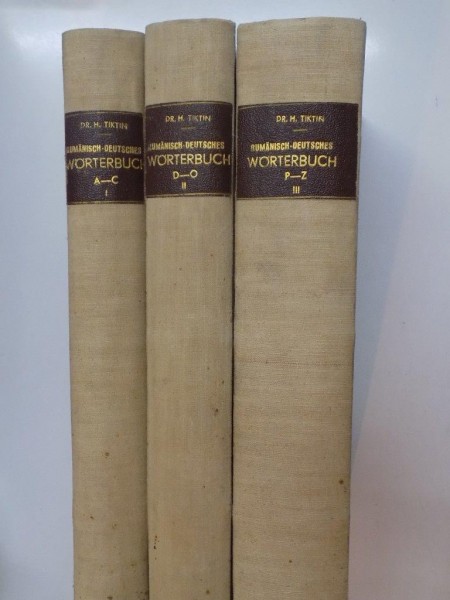 DR. H. TIKTIN
RUMÄNISCH-DEUTSCHES
WÖRTERBUCH
A—C
I
DR. H. TIKTIN
RUMÄNISCH-DEUTSCHES
WÖRTERBUCH
D—O
II
DR. H. TIKTIN
RUMÄNISCH-DEUTSCHES
WÖRTERBUCH
P—Z
III